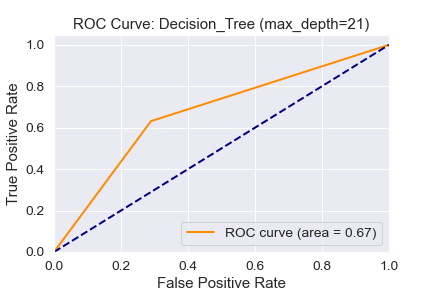 ROC Curve: Decision_Tree (max_depth=21)
1.0
0.8
0.6
0.4
0.2
0.0
True Positive Rate
ROC curve (area = 0.67)
0.0 0.2 0.4 0.6 0.8 1.0
False Positive Rate